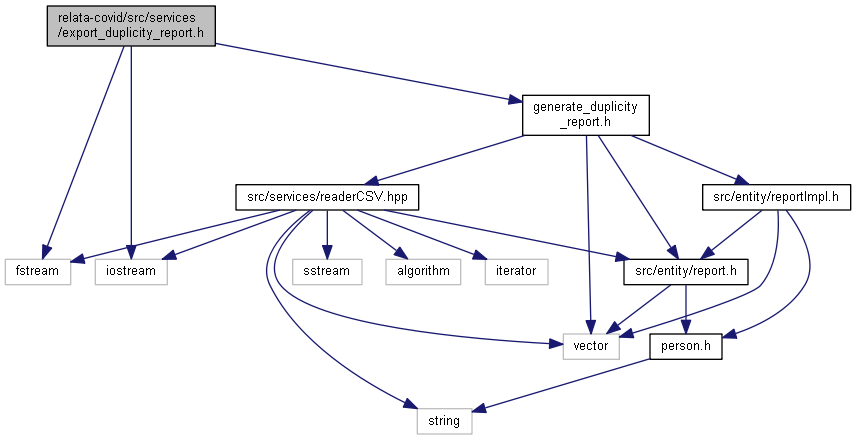 relata-covid/src/services
/export_duplicity_report.h
generate_duplicity
_report.h
src/services/readerCSV.hpp
src/entity/reportImpl.h
fstream
iostream
sstream
algorithm
iterator
src/entity/report.h
vector
person.h
string